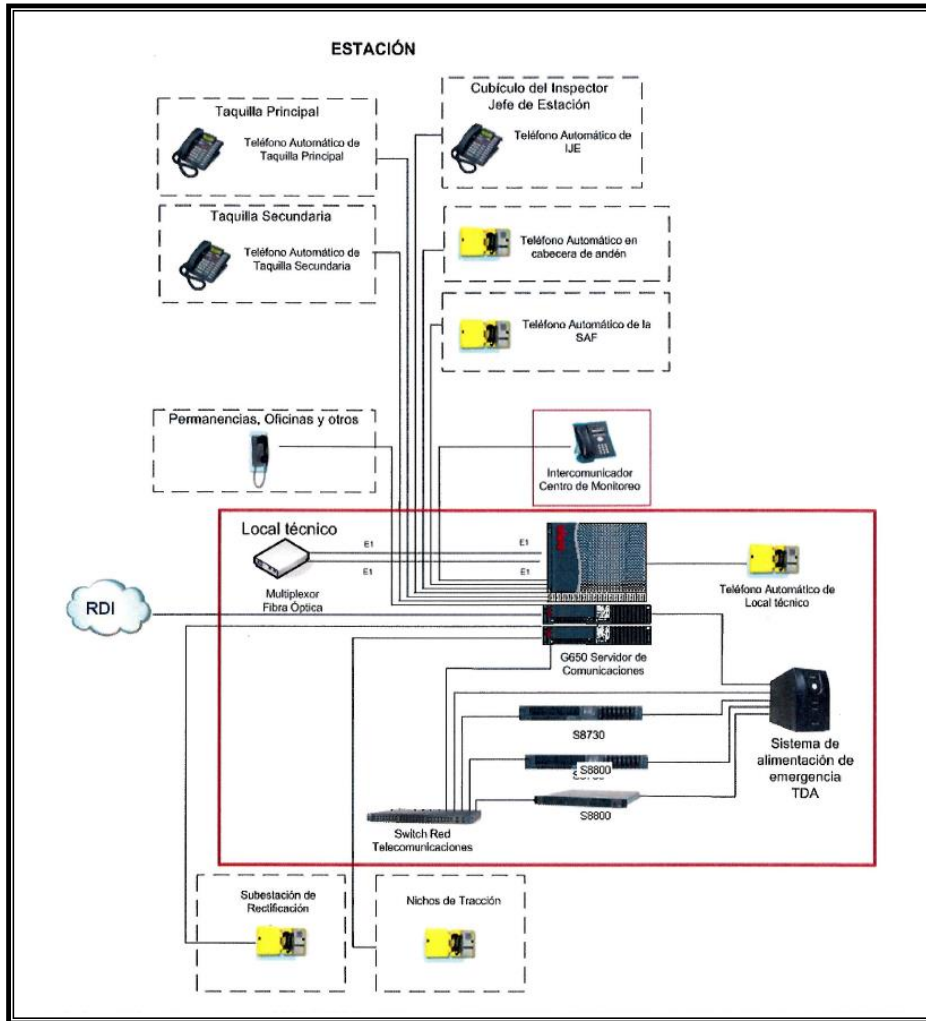 ESTACIÓN
Taquilla Principal
Teléfono Automático de
Taquilla Principal
Cubículo del Inspector
Jefe de Estación
Teléfono Automático de
IJE
Taquilla Secundaria
Teléfono Automático de
Taquilla Secundaria
Teléfono Automático en
cabecera de andén
Teléfono Automático de la
SAF
Permanencias, Oficinas y otros
Intercomunicador
Centro de Monitoreo
Local técnico
E1
E1
E1
E1
Multiplexor
Fibra Óptica
Teléfono Automático de
Local técnico
RDI
G650 Servidor de
Comunicaciones
S8730
S8800
S8800
Sistema de
alimentación de
emergencia
TDA
Switch Red
Telecomunicaciones
Subestación de
Rectificación
Nichos de Tracción